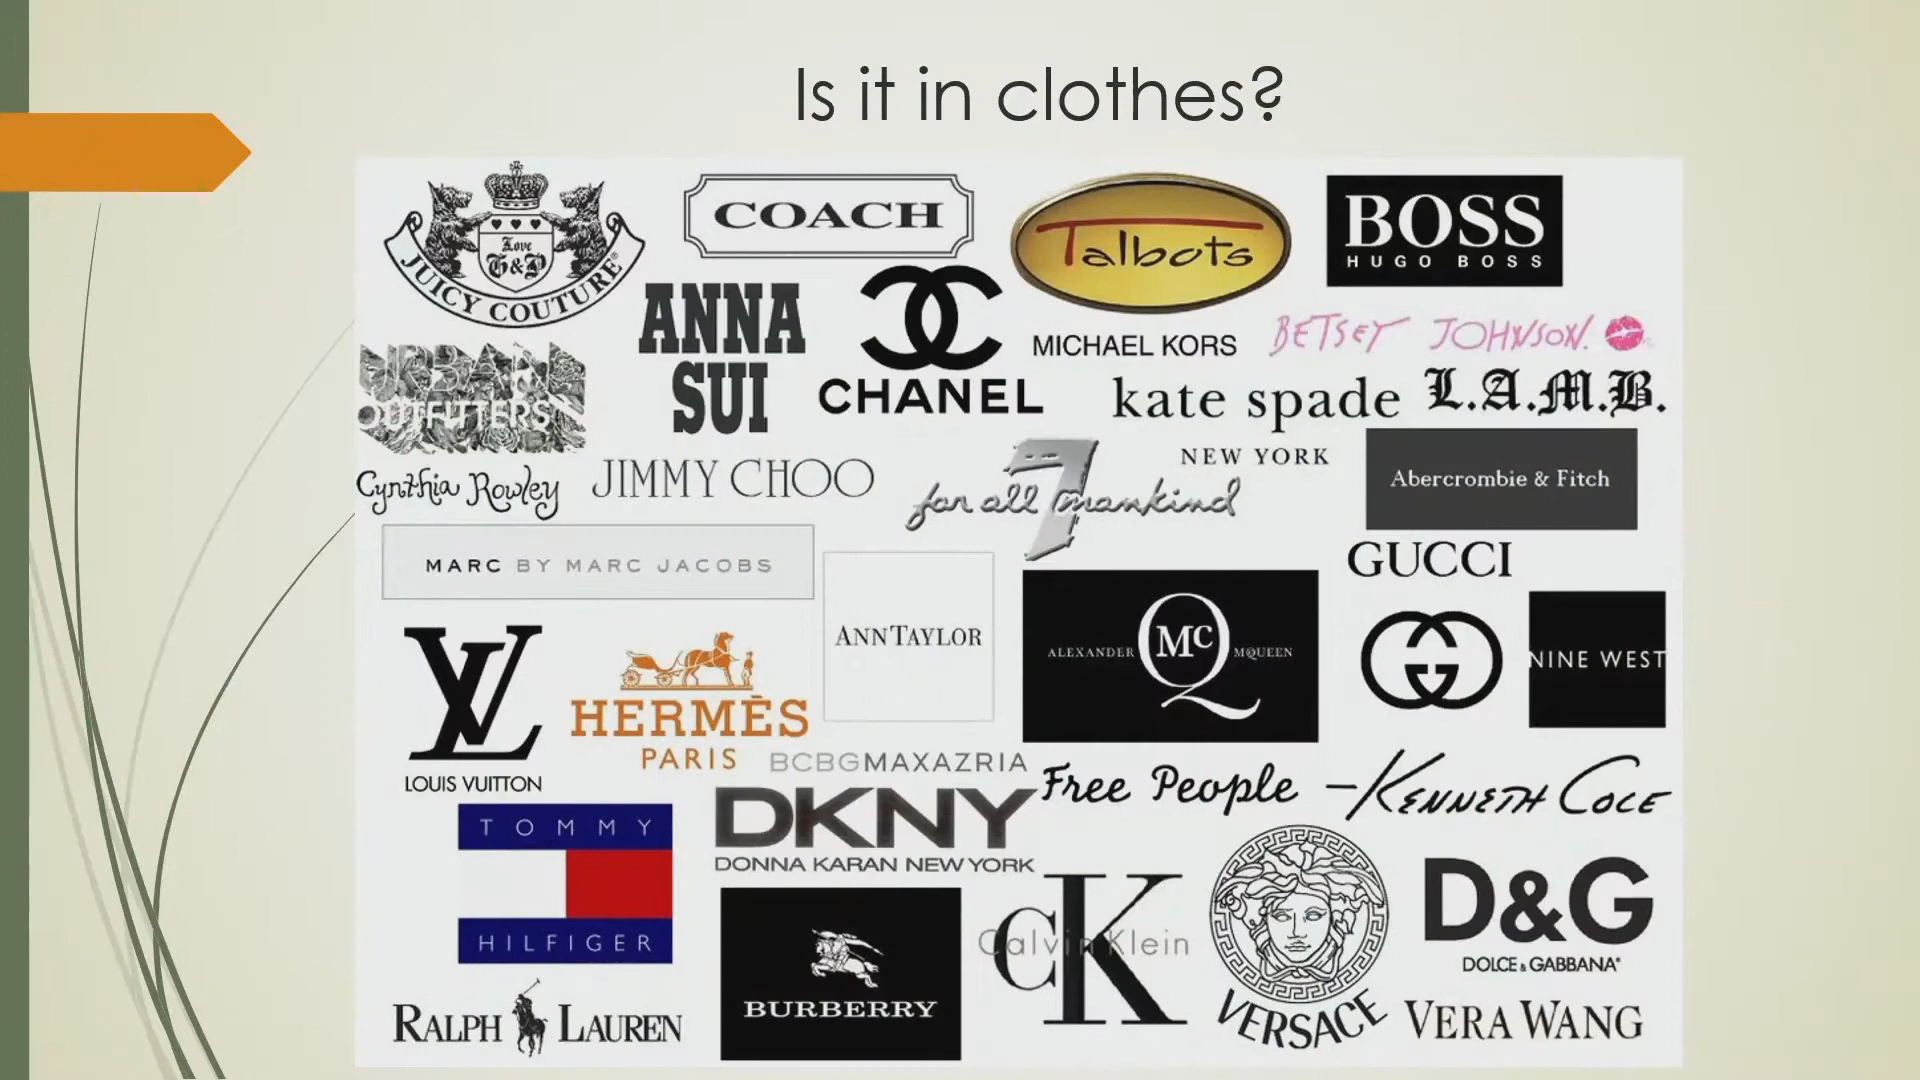 Is it in clothes?
Love
G&P
JUICY COUTURE®
COACH
Talbots
BOSS
HUGO BOSS
ANNA
SUI
CHANEL
MICHAEL KORS
BETSEY JOHNSON.
URBAN
OUTFITTERS
kate spade
NEW YORK
L.A.M.B.
Cynthia Rowley
JIMMY CHOO
7
for all mankind
Abercrombie & Fitch
MARC BY MARC JACOBS
ANNTAYLOR
ALEXANDER McQ MCQUEEN
GUCCI
NINE WEST
LV
LOUIS VUITTON
HERMÈS
PARIS
BCBGMAXAZRIA
Free People
KENNETH COLE
TOMMY
HILFIGER
DKNY
DONNA KARAN NEW YORK
BURBERRY
cK
Calvin Klein
VERSACE
D&G
DOLCE & GABBANA
RALPH LAUREN
VERA WANG